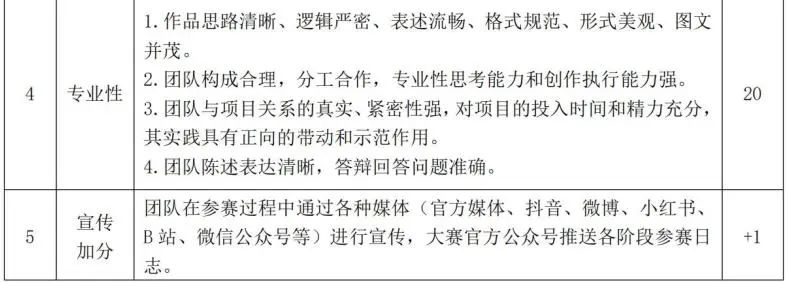 1.作品思路清晰、逻辑严密、表述流畅、格式规范、形式美观、图文
并茂。
2.团队构成合理，分工合作，专业性思考能力和创作执行能力强。
4 专业性 20
3.团队与项目关系的真实、紧密性强，对项目的投入时间和精力充分，
其实践具有正向的带动和示范作用。
4.团队陈述表达清晰，答辩回答问题准确。
宣传
加分
团队在参赛过程中通过各种媒体（官方媒体、抖音、微博、小红书、
5 B站、微信公众号等）进行宣传，大赛官方公众号推送各阶段参赛日 +1
志。